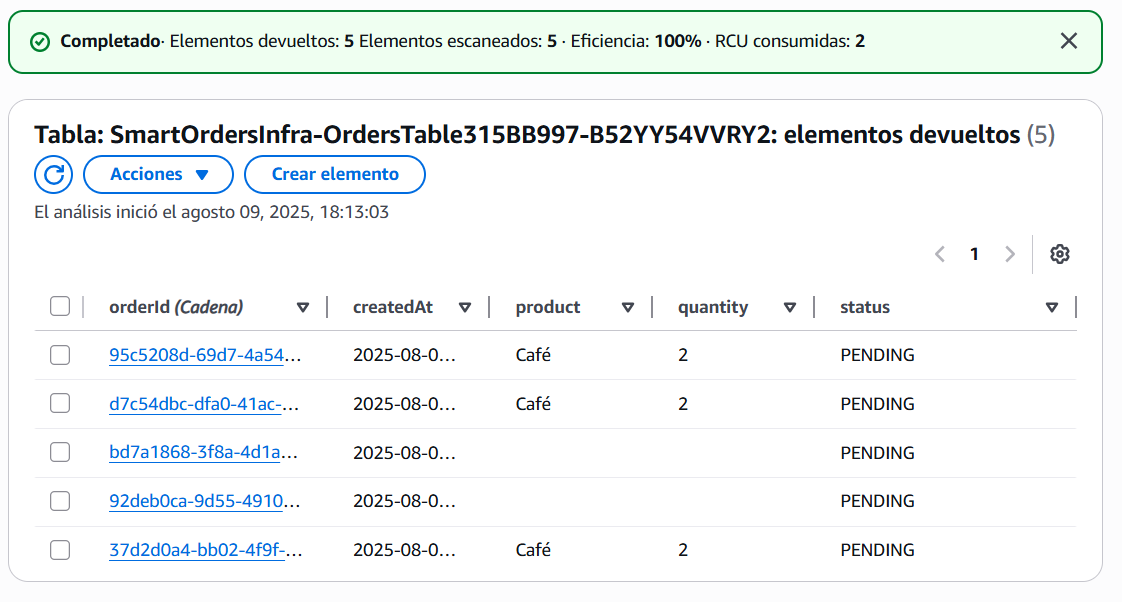 Completado· Elementos devueltos: 5 Elementos escaneados: 5 · Eficiencia: 100% · RCU consumidas: 2
Tabla: SmartOrdersInfra-OrdersTable315BB997-B52YY54VVRY2: elementos devueltos (5)
Acciones Crear elemento
El análisis inició el agosto 09, 2025, 18:13:03
1
orderId (Cadena) createdAt product quantity status
95c5208d-69d7-4a54... 2025-08-0... Café 2 PENDING
d7c54dbc-dfa0-41ac-... 2025-08-0... Café 2 PENDING
bd7a1868-3f8a-4d1a... 2025-08-0... PENDING
92deb0ca-9d55-4910... 2025-08-0... PENDING
37d2d0a4-bb02-4f9f-... 2025-08-0... Café 2 PENDING